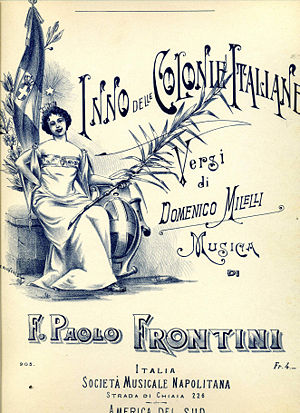 INNO DELLE COLONIE ITALIANE
Versi
di
DOMENICO MILELLI
MUSICA
DI
F. PAOLO FRONTINI
905. Fr. 4...
ITALIA
SOCIETÀ MUSICALE NAPOLITANA
STRADA DI CHIAIA 226
AMERICA DEL SUD